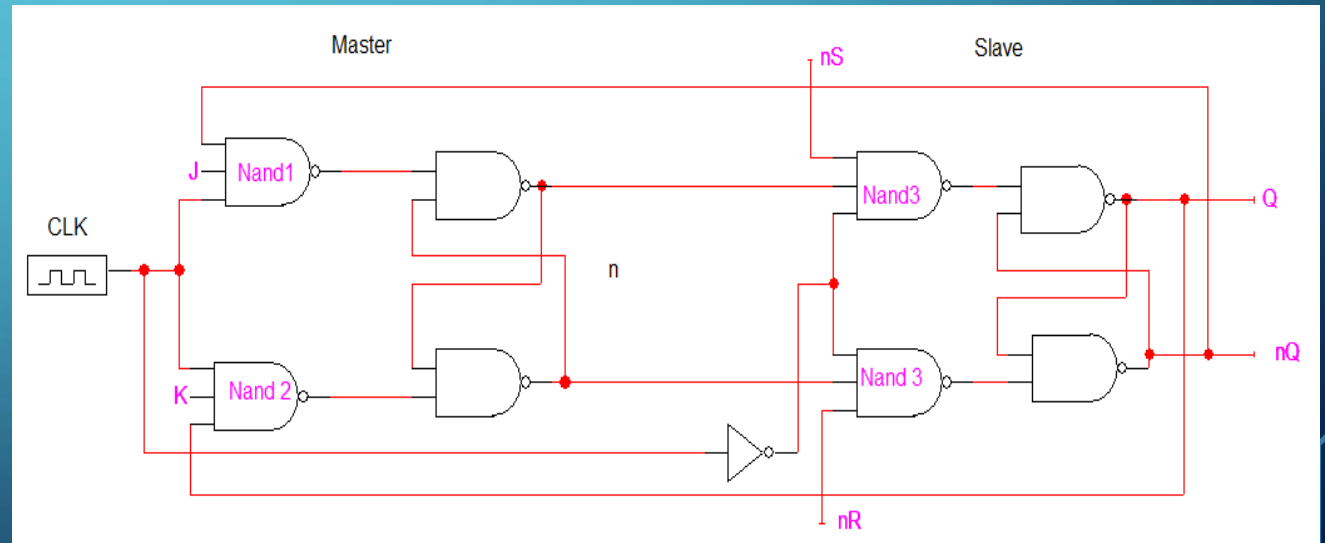 Master
Slave
nS
J
Nand1
Nand3
CLK
Q
n
nQ
K
Nand 2
Nand 3
nR